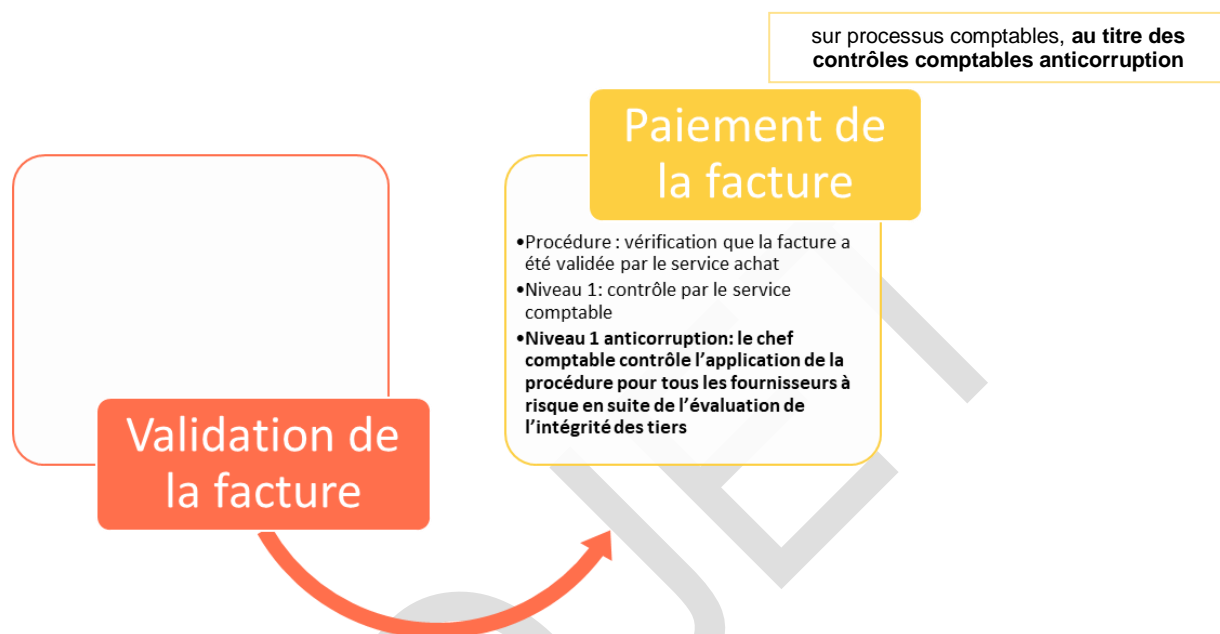 sur processus comptables, au titre des
contrôles comptables anticorruption
Paiement de
la facture
•Procédure : vérification que la facture a
été validée par le service achat
•Niveau 1: contrôle par le service
comptable
•Niveau 1 anticorruption: le chef
comptable contrôle l’application de la
procédure pour tous les fournisseurs à
risque en suite de l’évaluation de
l’intégrité des tiers
Validation de
la facture